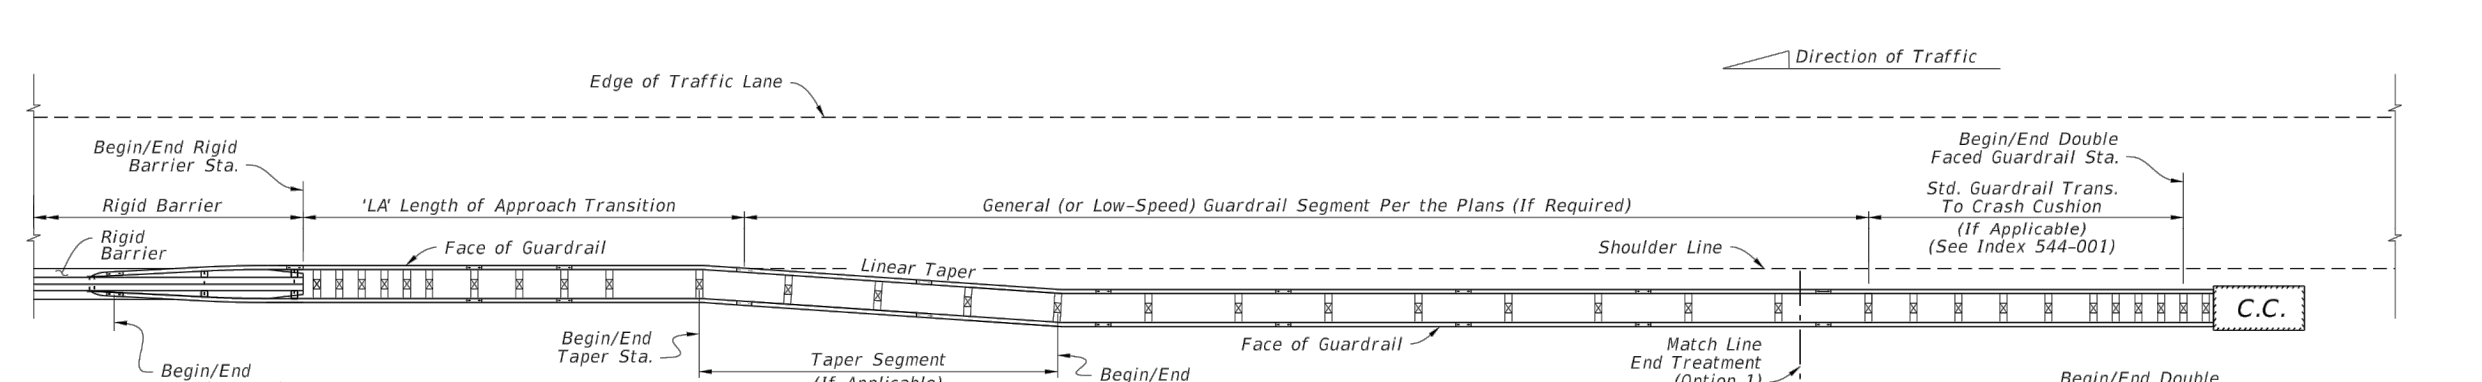 Direction of Traffic
Edge of Traffic Lane
Begin/End Rigid
Barrier Sta.
Begin/End Double
Faced Guardrail Sta.
Rigid Barrier
'LA' Length of Approach Transition
General (or Low-Speed) Guardrail Segment Per the Plans (If Required)
Std. Guardrail Trans.
To Crash Cushion
(If Applicable)
(See Index 544-001)
Rigid
Barrier
Face of Guardrail
Shoulder Line
Linear Taper
C.C.
Begin/End
Taper Sta.
Face of Guardrail
Match Line
End Treatment
(Option 1)
Taper Segment
(If Applicable)
Begin/End
Begin/End
Begin/End Double